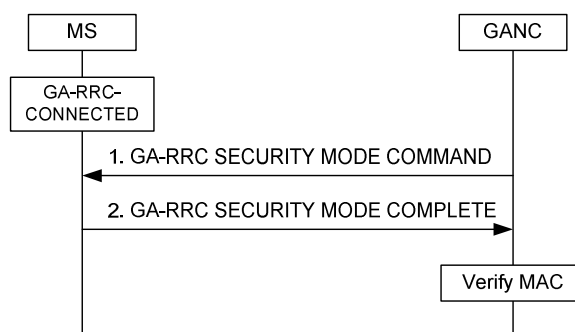 MS
GANC
GA-RRC-
CONNECTED
1. GA-RRC SECURITY MODE COMMAND
2. GA-RRC SECURITY MODE COMPLETE
Verify MAC